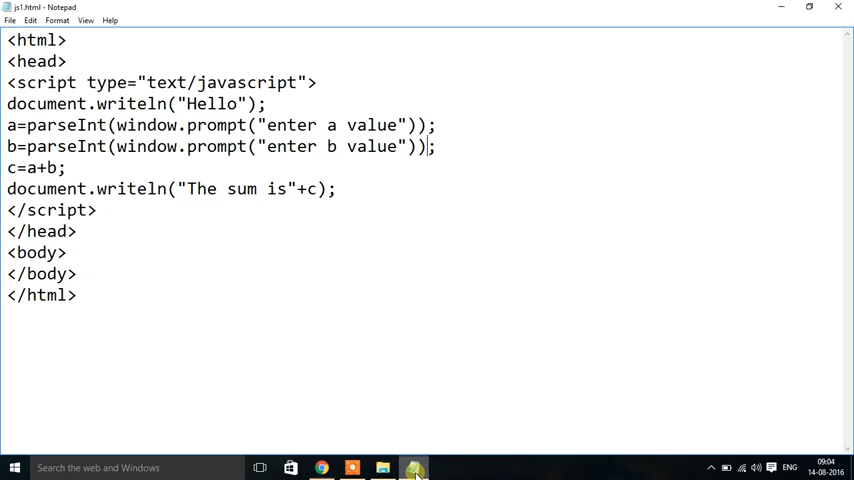 js1.html - Notepad
File Edit Format View Help
<html>
<head>
<script type="text/javascript">
document.writeln("Hello");
a=parseInt(window.prompt("enter a value"));
b=parseInt(window.prompt("enter b value"));
c=a+b;
document.writeln("The sum is"+c);
</script>
</head>
<body>
</body>
</html>
Search the web and Windows
ENG
09:04
14-08-2016